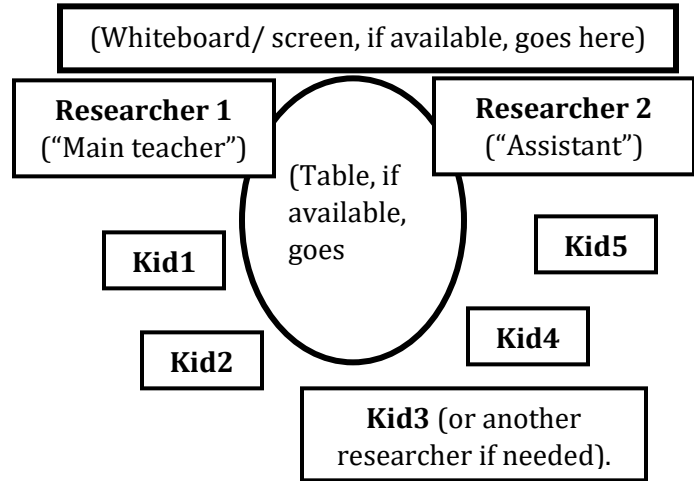 (Whiteboard/ screen, if available, goes here)
Researcher 1
("Main teacher")
Researcher 2
("Assistant")
(Table, if
available,
goes
Kid1
Kid5
Kid2
Kid4
Kid3 (or another
researcher if needed).